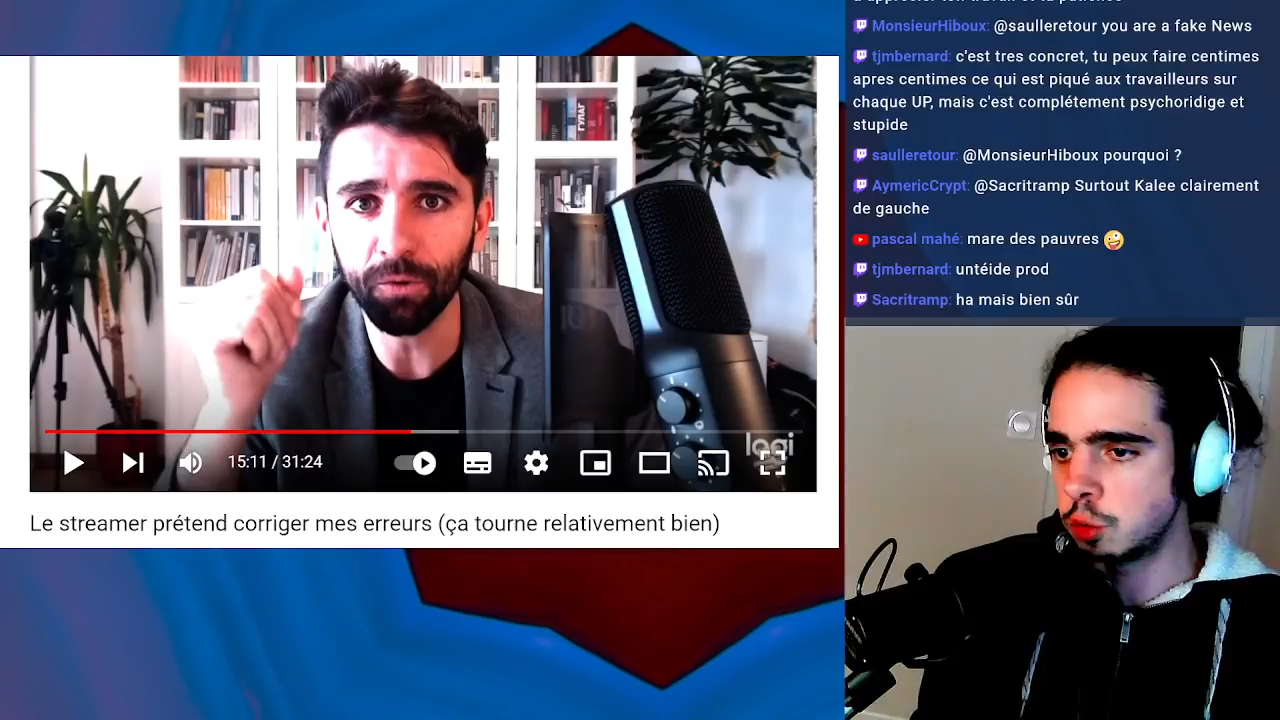 ГУЛАГ
logi
15:11 / 31:24
Le streamer prétend corriger mes erreurs (ça tourne relativement bien)
MonsieurHiboux: @saulleretour you are a fake News
tjmbernard: c'est tres concret, tu peux faire centimes
apres centimes ce qui est piqué aux travailleurs sur
chaque UP, mais c'est complétement psychoridige et
stupide
saulleretour: @MonsieurHiboux pourquoi ?
AymericCrypt: @Sacritramp Surtout Kalee clairement
de gauche
pascal mahé: mare des pauvres 🤪
tjmbernard: untéide prod
Sacritramp: ha mais bien sûr